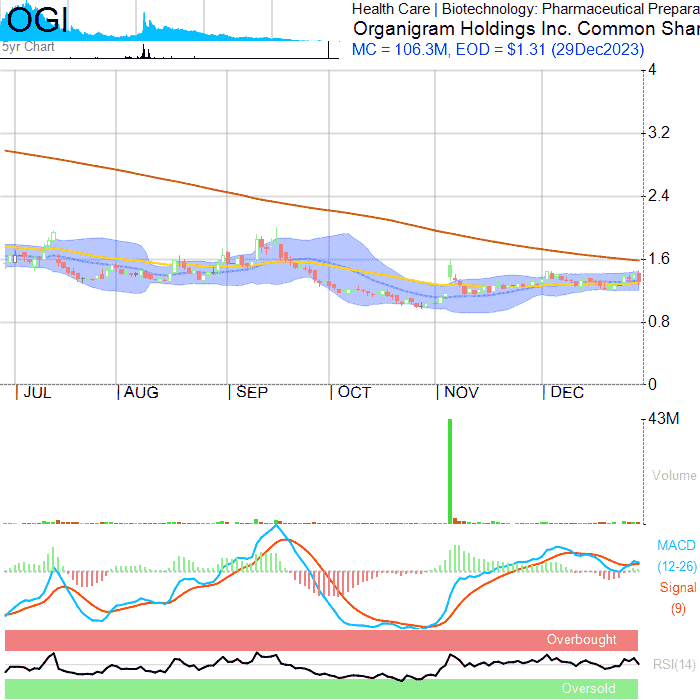 OGI
5yr Chart
Health Care | Biotechnology: Pharmaceutical Prepara
Organigram Holdings Inc. Common Shar
MC = 106.3M, EOD = $1.31 (29Dec2023)
4
3.2
2.4
1.6
0.8
0
| JUL | AUG | SEP | OCT | NOV | DEC
43M
Volume
MACD
(12-26)
Signal
(9)
Overbought
RSI(14)
Oversold